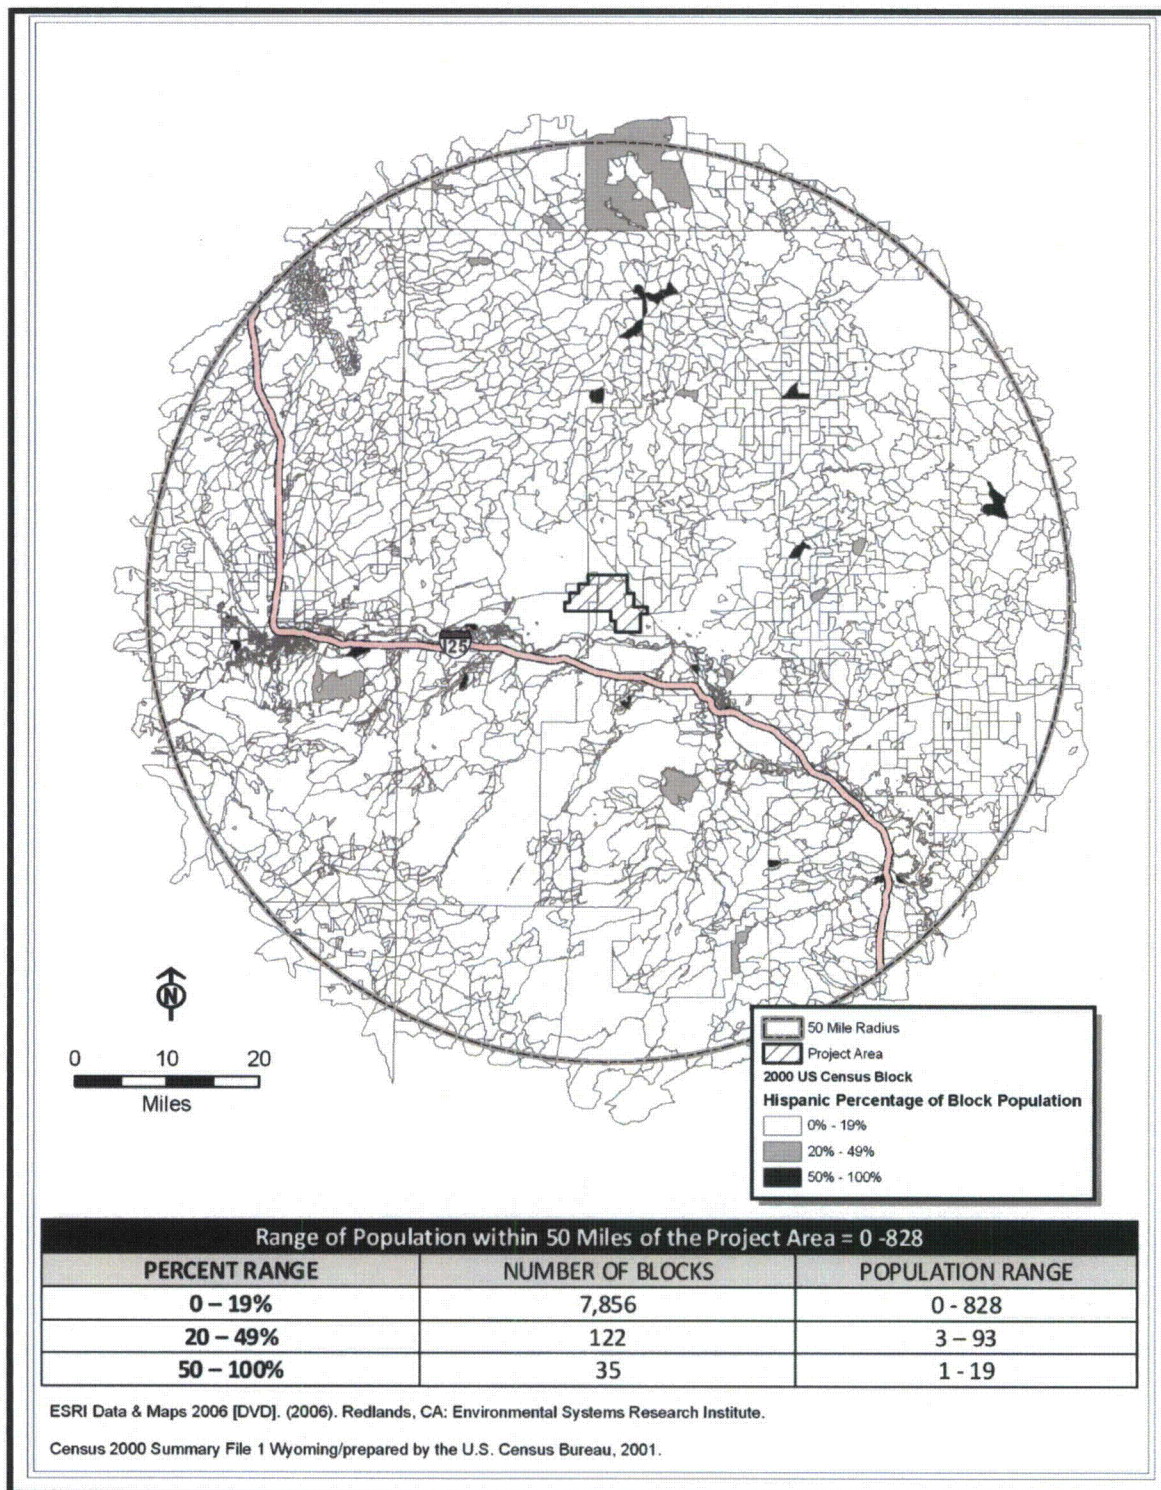 125
N
0 10 20
Miles
50 Mile Radius
Project Area
2000 US Census Block
Hispanic Percentage of Block Population
0% - 19%
20% - 49%
50% - 100%
Range of Population within 50 Miles of the Project Area = 0 -828
PERCENT RANGE NUMBER OF BLOCKS POPULATION RANGE
0 – 19% 7,856 0 - 828
20 – 49% 122 3 – 93
50 – 100% 35 1 - 19
ESRI Data & Maps 2006 [DVD]. (2006). Redlands, CA: Environmental Systems Research Institute.
Census 2000 Summary File 1 Wyoming/prepared by the U.S. Census Bureau, 2001.